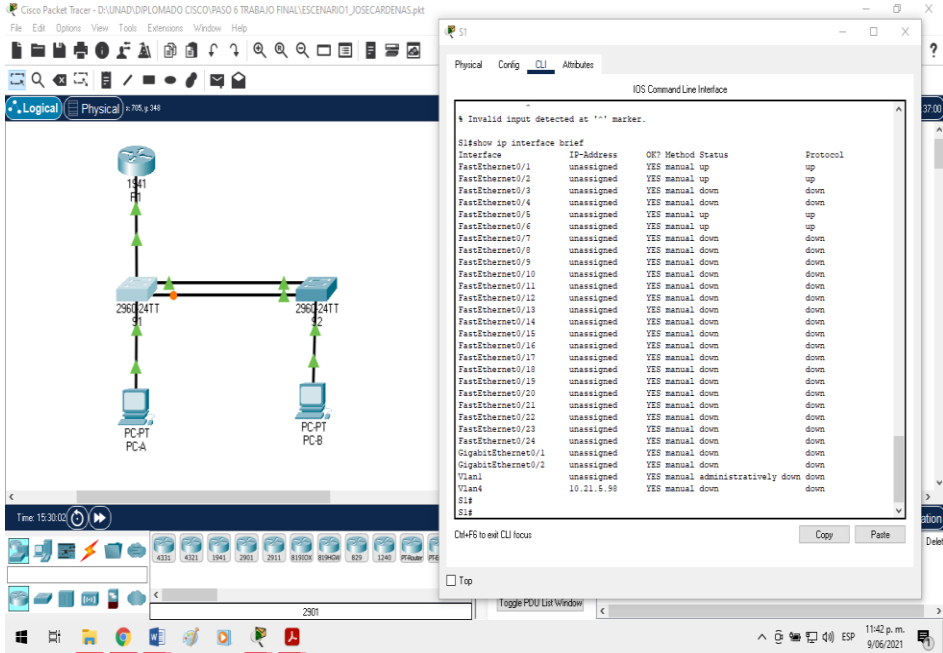 Cisco Packet Tracer - D:\UNAD\DIPLOMADO CISCO\PASO 6 TRABAJO FINAL\ESCENARIO1_JOSECARDENAS.pkt
File Edit Options View Tools Extensions Window Help
Logical
Physical
x: 705, y: 348
37:00
1941
R1
2960-24TT
S1
2960-24TT
S2
PC-PT
PC-A
PC-PT
PC-B
S1
Physical Config CLI Attributes
IOS Command Line Interface
^
% Invalid input detected at '^' marker.
S1#show ip interface brief
Interface IP-Address OK? Method Status Protocol
FastEthernet0/1 unassigned YES manual up up
FastEthernet0/2 unassigned YES manual up up
FastEthernet0/3 unassigned YES manual down down
FastEthernet0/4 unassigned YES manual down down
FastEthernet0/5 unassigned YES manual up up
FastEthernet0/6 unassigned YES manual up up
FastEthernet0/7 unassigned YES manual down down
FastEthernet0/8 unassigned YES manual down down
FastEthernet0/9 unassigned YES manual down down
FastEthernet0/10 unassigned YES manual down down
FastEthernet0/11 unassigned YES manual down down
FastEthernet0/12 unassigned YES manual down down
FastEthernet0/13 unassigned YES manual down down
FastEthernet0/14 unassigned YES manual down down
FastEthernet0/15 unassigned YES manual down down
FastEthernet0/16 unassigned YES manual down down
FastEthernet0/17 unassigned YES manual down down
FastEthernet0/18 unassigned YES manual down down
FastEthernet0/19 unassigned YES manual down down
FastEthernet0/20 unassigned YES manual down down
FastEthernet0/21 unassigned YES manual down down
FastEthernet0/22 unassigned YES manual down down
FastEthernet0/23 unassigned YES manual down down
FastEthernet0/24 unassigned YES manual down down
GigabitEthernet0/1 unassigned YES manual down down
GigabitEthernet0/2 unassigned YES manual down down
Vlan1 unassigned YES manual administratively down down
Vlan4 10.21.5.98 YES manual down down
S1#
S1#
Ctrl+F6 to exit CLI focus
Copy
Paste
Top
Time: 15:30:02
ation
Delet
4331 4321 1941 2901 2911 819IOX 819HGW 829 1240 PT-Router PT-E
2901
Toggle PDU List Window
ESP
11:42 p. m.
9/06/2021